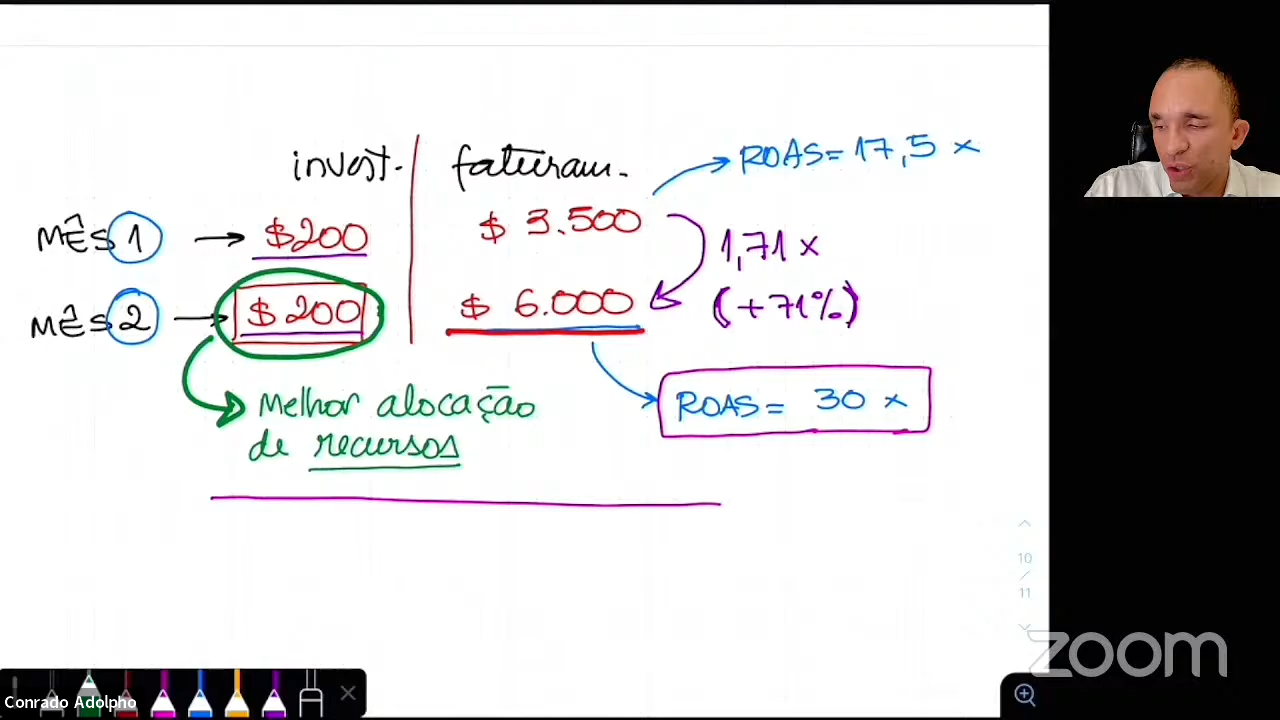 invest. faturam.
ROAS= 17,5 x
MÊS 1 → $200 $ 3.500
1,71 x
(+71%)
MÊS 2 → $200 $ 6.000
ROAS= 30 x
Melhor alocação
de recursos
10
/
11
zoom
Conrado Adolpho